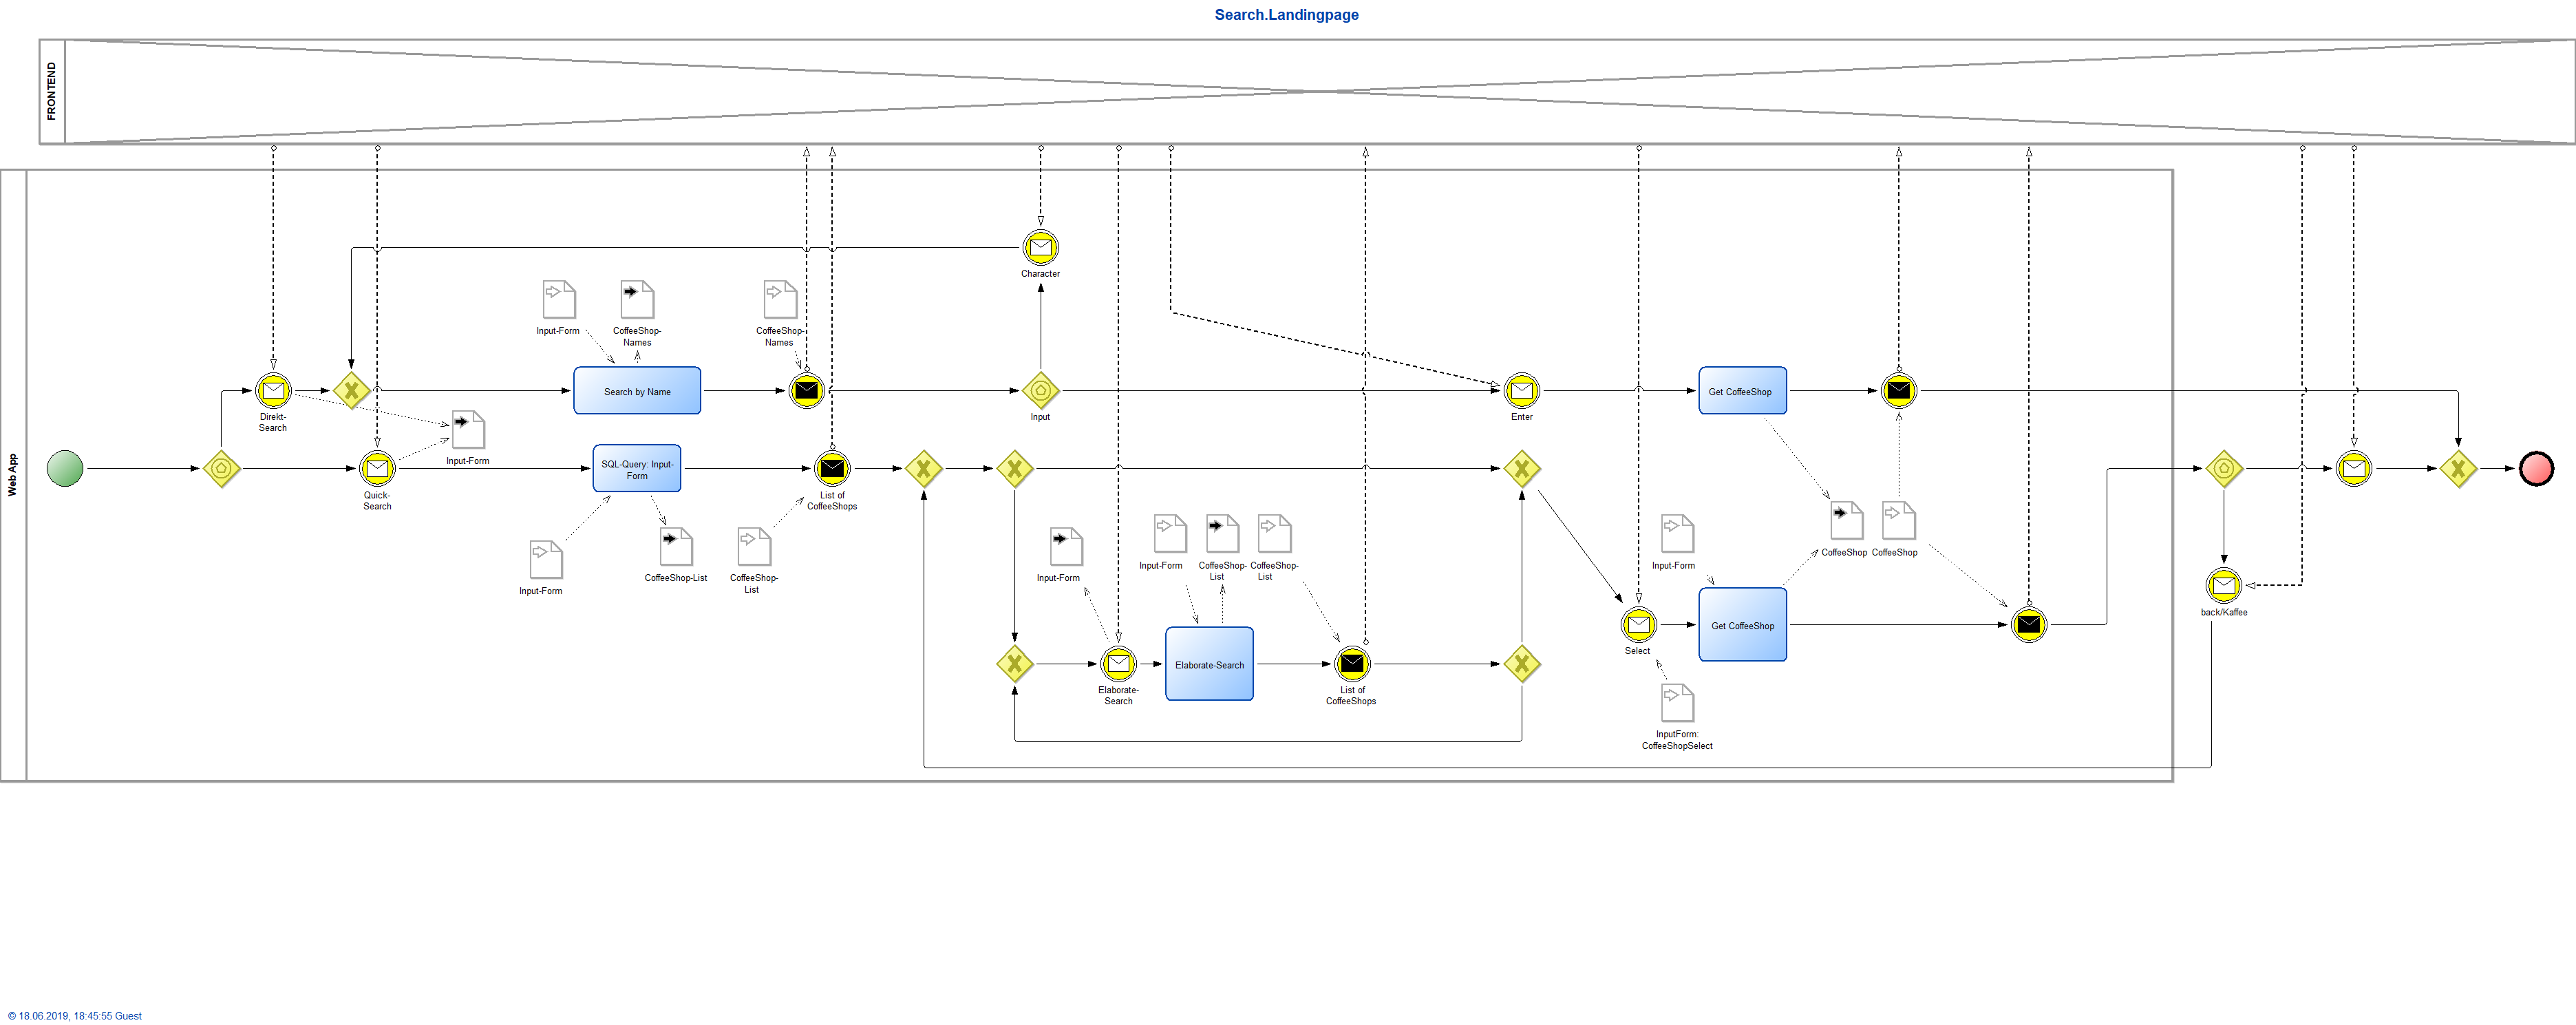 Search.Landingpage
FRONTEND
Web App
Character
Input-Form
CoffeeShop-
Names
CoffeeShop-
Names
Search by Name
Direkt-
Search
Input-Form
Input
Enter
Get CoffeeShop
Quick-
Search
SQL-Query: Input-
Form
List of
CoffeeShops
Input-Form
CoffeeShop-List
CoffeeShop-
List
Input-Form
Input-Form
CoffeeShop-
List
CoffeeShop-
List
Elaborate-
Search
Elaborate-Search
List of
CoffeeShops
Input-Form
CoffeeShop
CoffeeShop
Select
Get CoffeeShop
InputForm:
CoffeeShopSelect
back/Kaffee
© 18.06.2019, 18:45:55 Guest